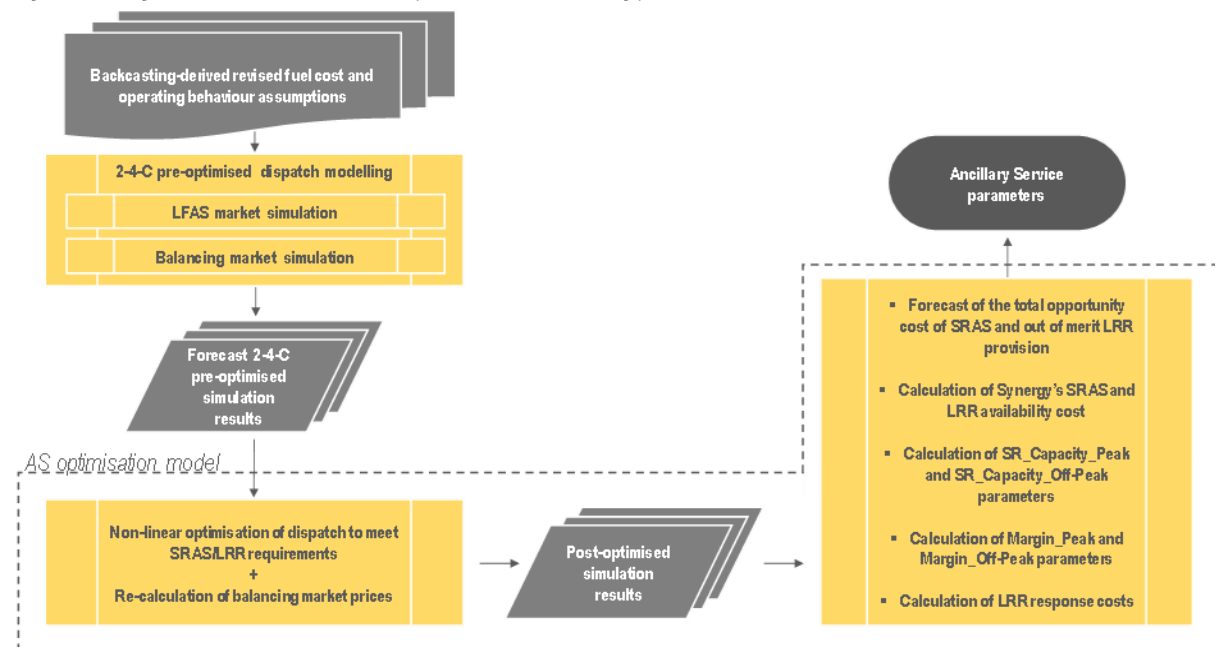 Backcasting-derived revised fuel cost and
operating behaviour assumptions
2-4-C pre-optimised dispatch modelling
LFAS market simulation
Balancing market simulation
Forecast 2-4-C
pre-optimised
simulation
results
AS optimisation model
Non-linear optimisation of dispatch to meet
SRAS/LRR requirements
+
Re-calculation of balancing market prices
Post-optimised
simulation
results
Ancillary Service
parameters
▪ Forecast of the total opportunity
cost of SRAS and out of merit LRR
provision
▪ Calculation of Synergy's SRAS and
LRR availability cost
▪ Calculation of SR_Capacity_Peak
and SR_Capacity_Off-Peak
parameters
▪ Calculation of Margin_Peak and
Margin_Off-Peak parameters
▪ Calculation of LRR response costs